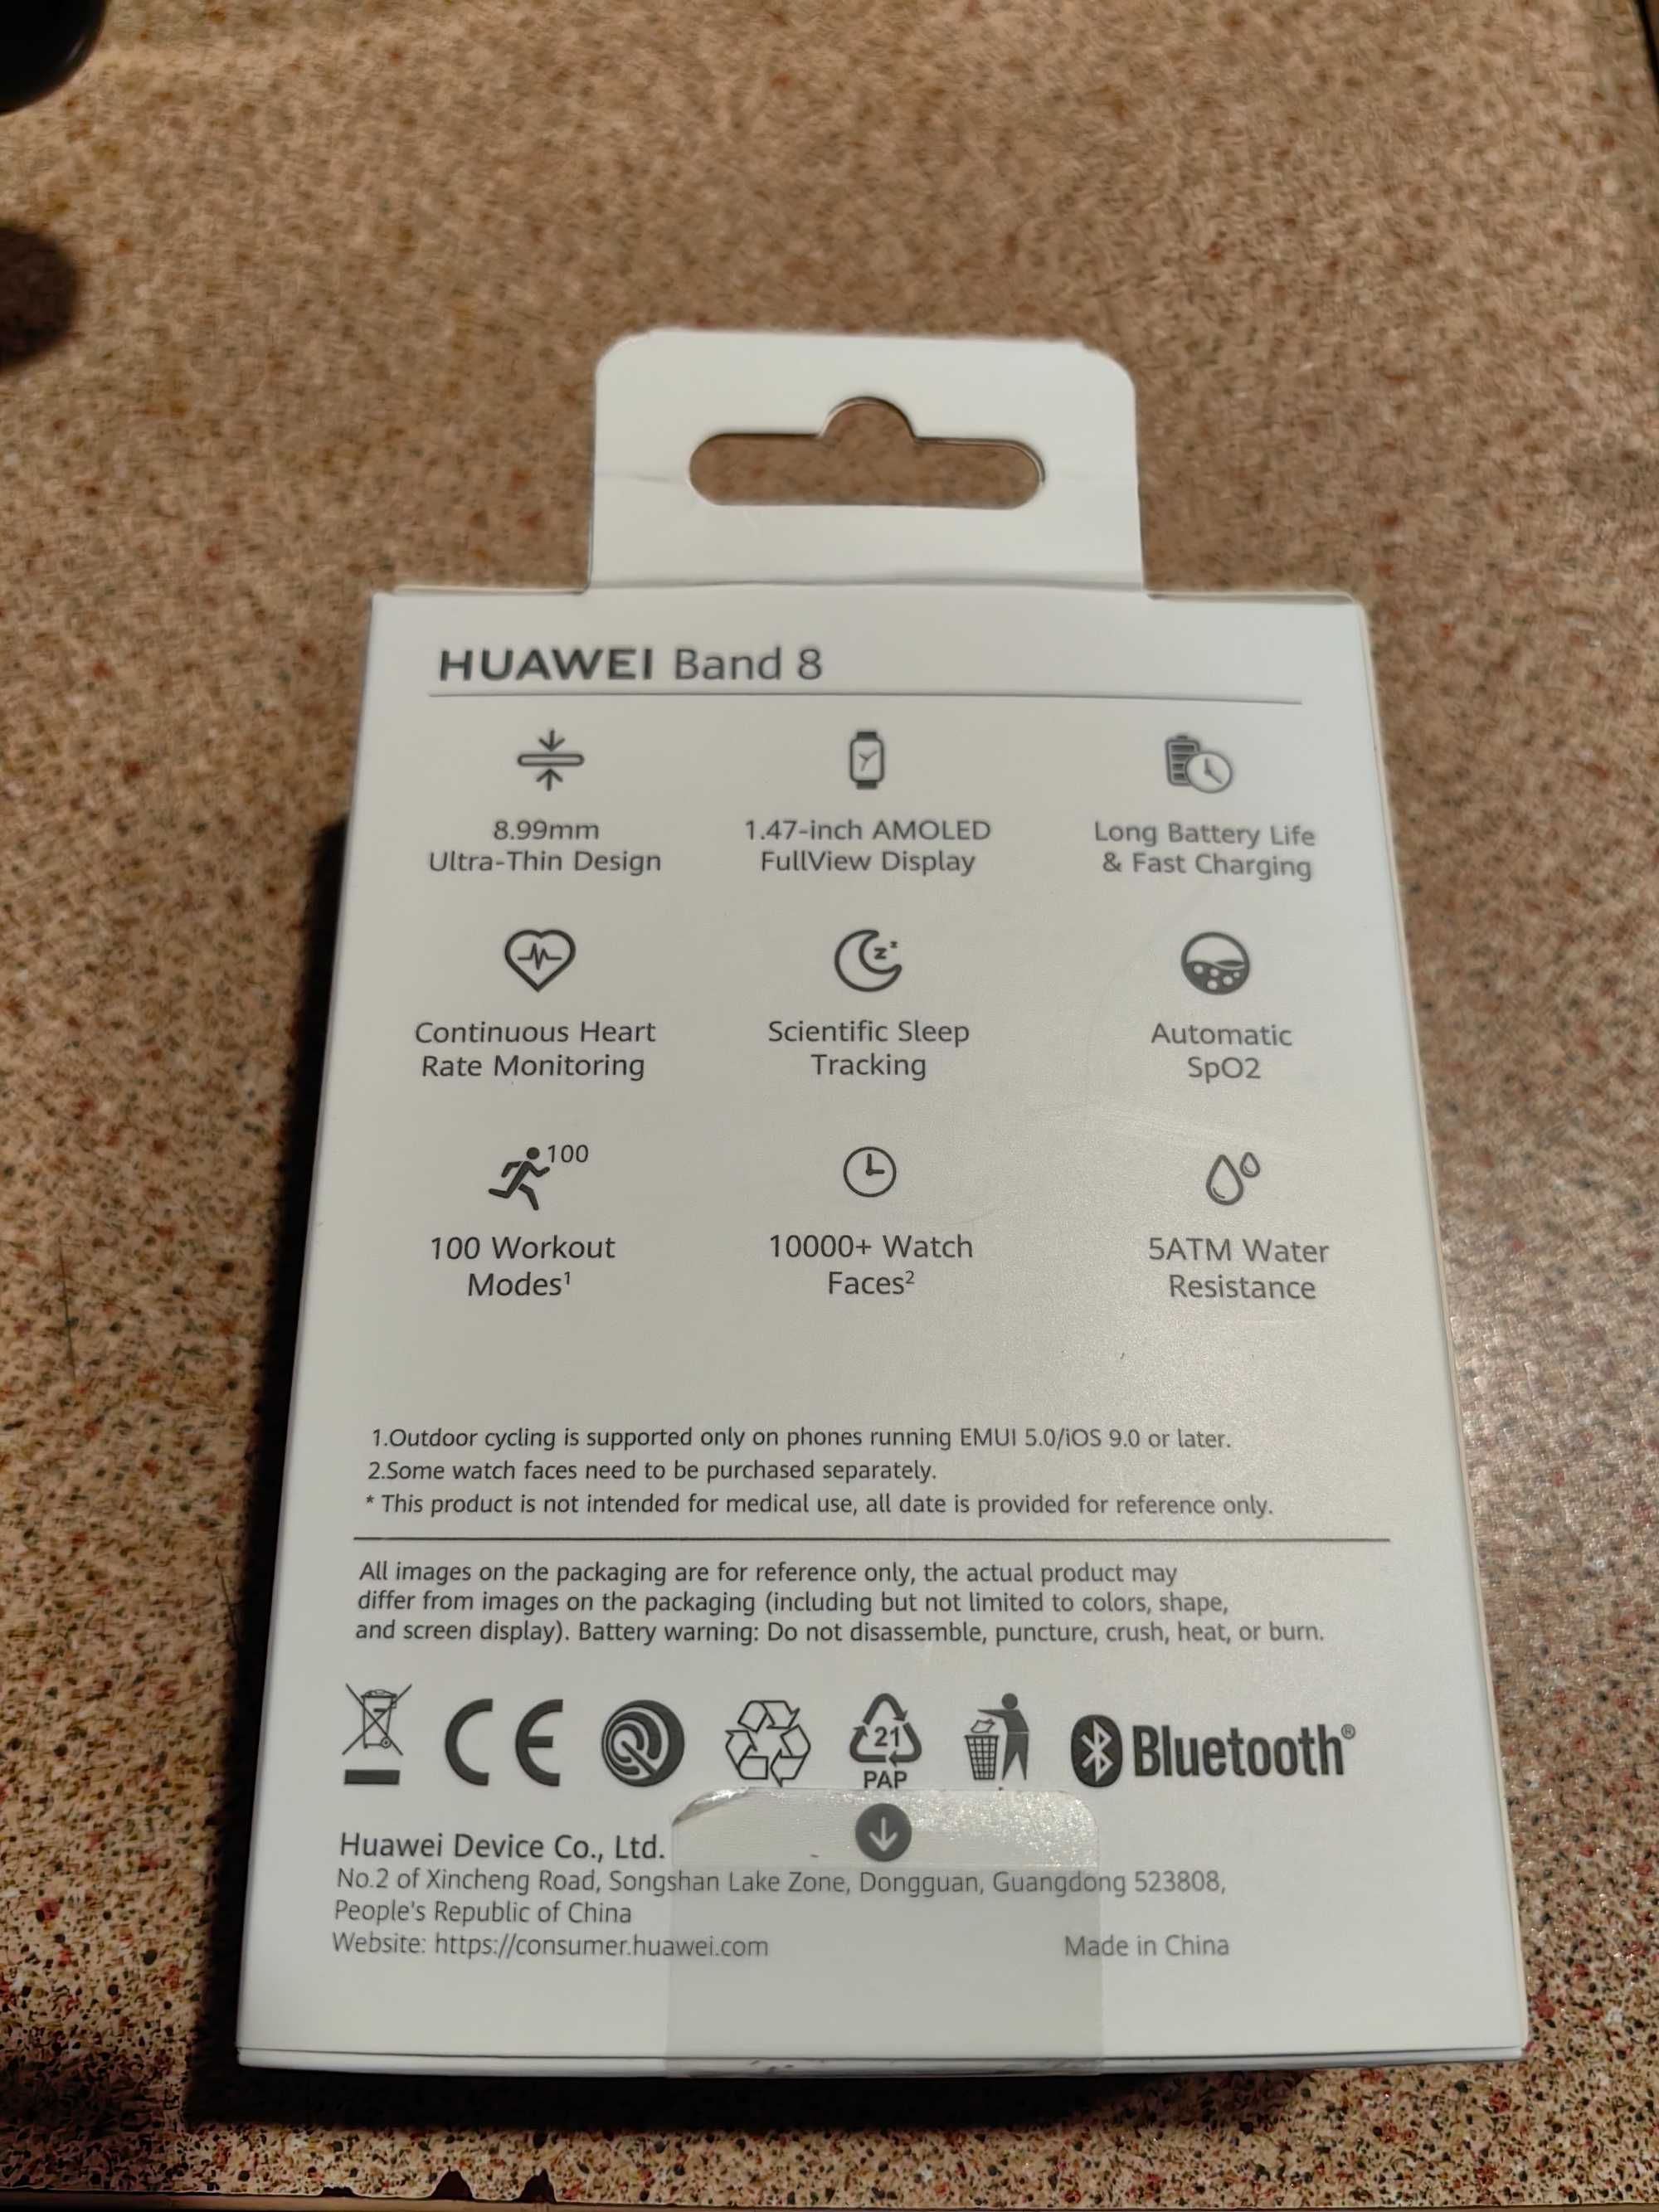 HUAWEI Band 8
8.99mm
Ultra-Thin Design
1.47-inch AMOLED
FullView Display
Long Battery Life
& Fast Charging
Continuous Heart
Rate Monitoring
Scientific Sleep
Tracking
Automatic
SpO2
100
100 Workout
Modes¹
10000+ Watch
Faces²
5ATM Water
Resistance
1.Outdoor cycling is supported only on phones running EMUI 5.0/iOS 9.0 or later.
2.Some watch faces need to be purchased separately.
* This product is not intended for medical use, all date is provided for reference only.
All images on the packaging are for reference only, the actual product may
differ from images on the packaging (including but not limited to colors, shape,
and screen display). Battery warning: Do not disassemble, puncture, crush, heat, or burn.
CE
21
PAP
Bluetooth®
Huawei Device Co., Ltd.
No.2 of Xincheng Road, Songshan Lake Zone, Dongguan, Guangdong 523808,
People's Republic of China
Website: https://consumer.huawei.com
Made in China